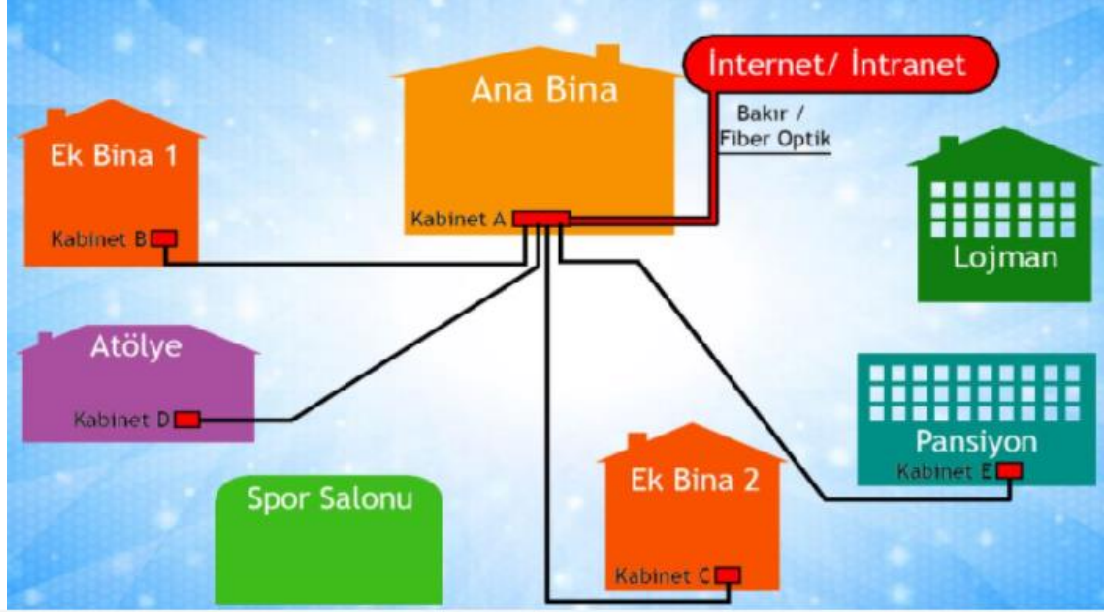 İnternet/ İntranet
Ana Bina
Bakır /
Fiber Optik
Ek Bina 1
Kabinet A
Kabinet B
Lojman
Atölye
Kabinet D
Pansiyon
Kabinet E
Ek Bina 2
Spor Salonu
Kabinet C